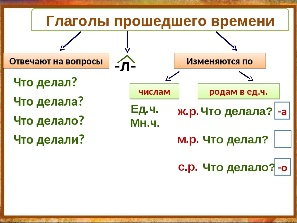 Глаголы прошедшего времени
Отвечают на вопросы
-л-
Изменяются по
Что делал?
Что делала?
Что делало?
Что делали?
числам
родам в ед.ч.
Ед.ч.
Мн.ч.
ж.р. Что делала? -а
м.р. Что делал?
с.р. Что делало? -о